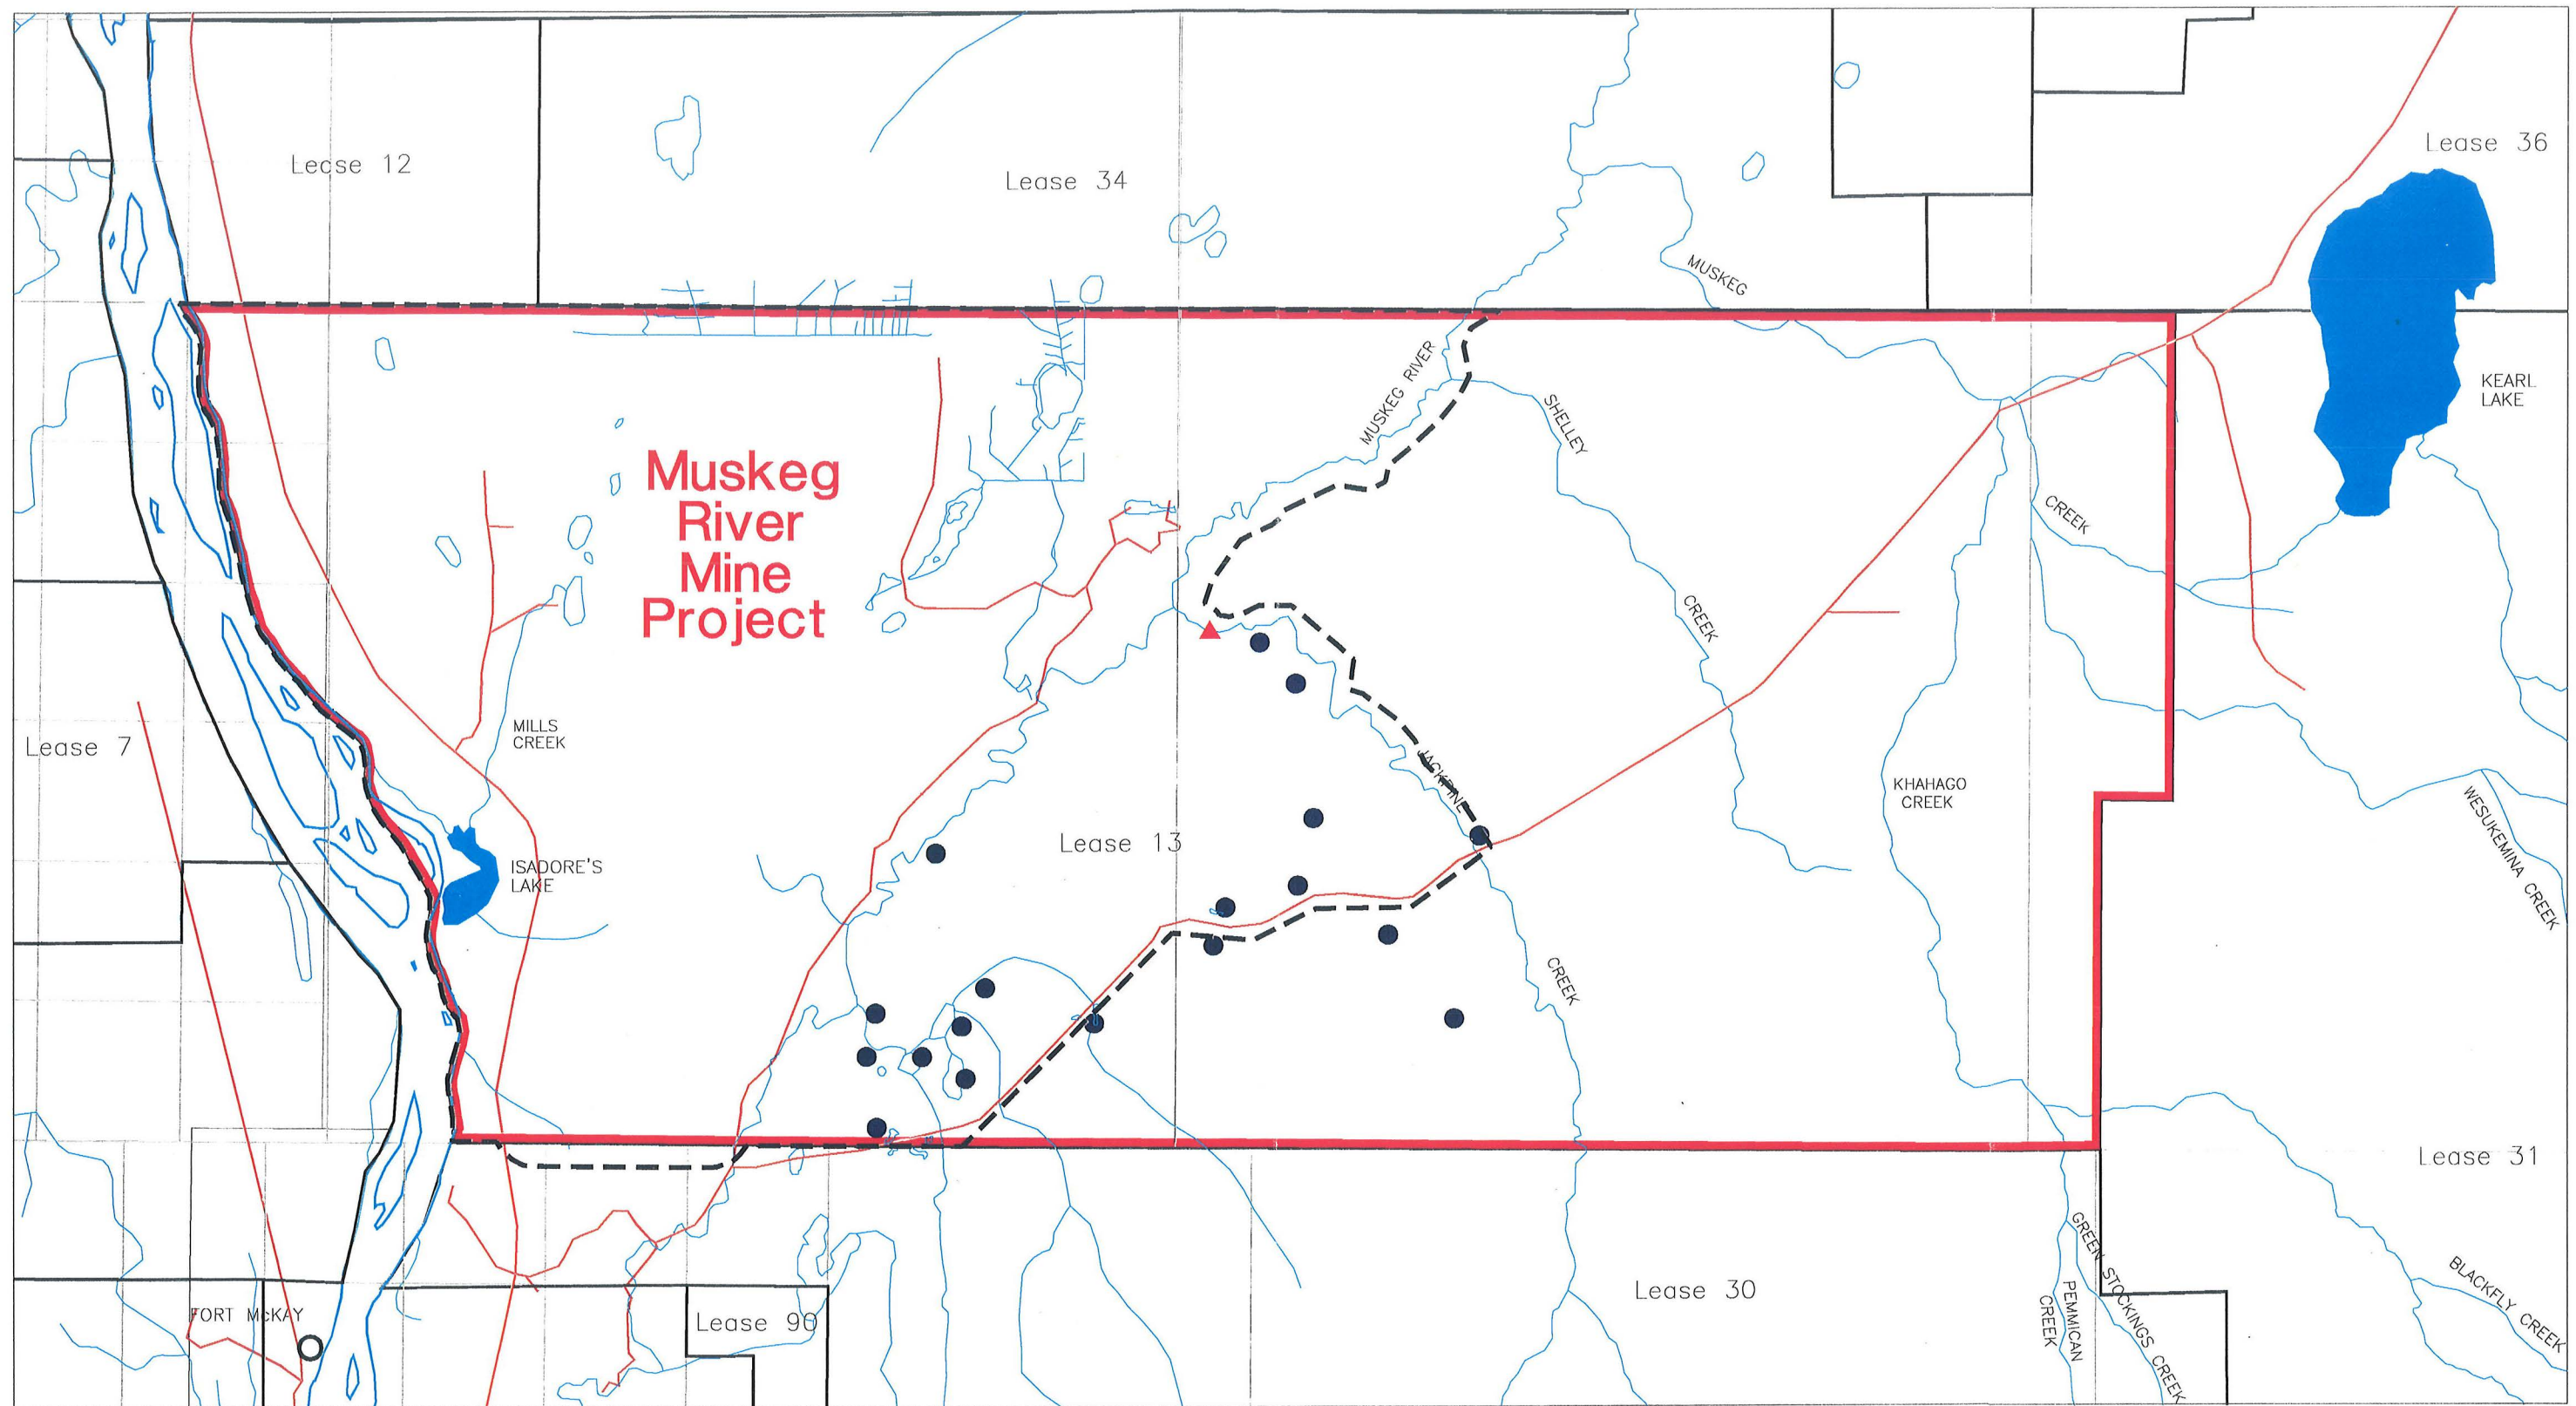 Lease 12
Lease 34
Lease 36
MUSKEG
MUSKEG RIVER
SHELLEY
KEARL
LAKE
Muskeg
River
Mine
Project
CREEK
CREEK
MILLS
CREEK
Lease 7
JACKPINE
KHAHAGO
CREEK
WESUKEMINA CREEK
Lease 13
ISADORE'S
LAKE
CREEK
Lease 31
GREEN STOCKINGS CREEK
PEMMICAN
CREEK
BLACKFLY CREEK
Lease 30
FORT McKAY
Lease 90